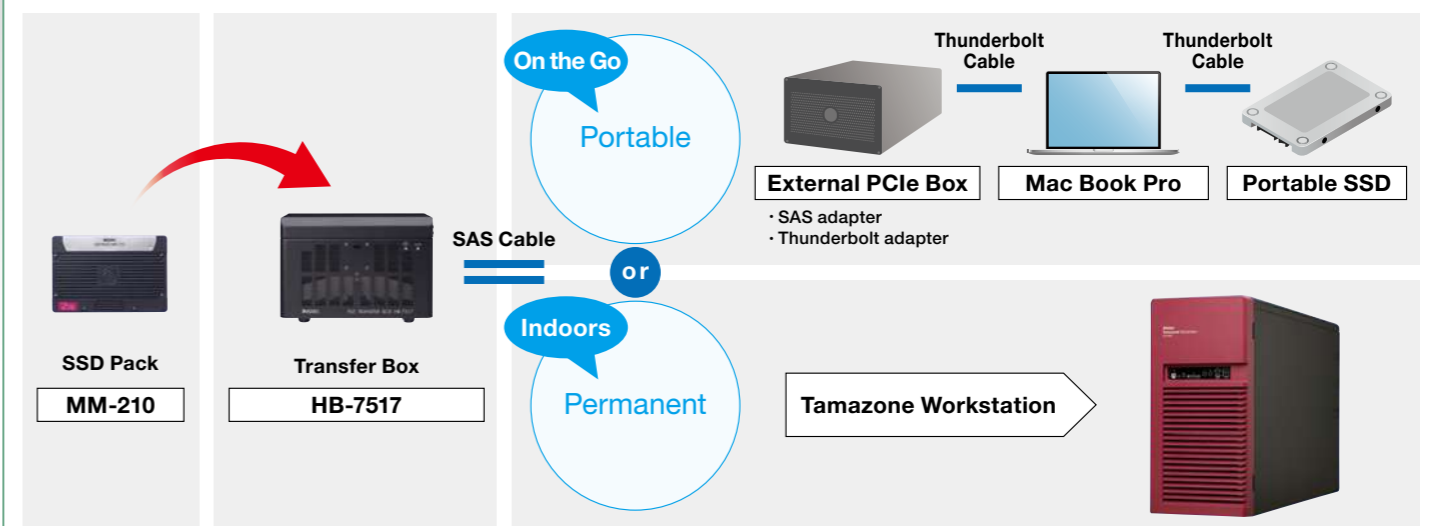 SSD Pack
MM-210
Transfer Box
HB-7517
SAS Cable
On the Go
Portable
Thunderbolt
Cable
Thunderbolt
Cable
External PCIe Box
Mac Book Pro
Portable SSD
・SAS adapter
・Thunderbolt adapter
or
Indoors
Permanent
Tamazone Workstation